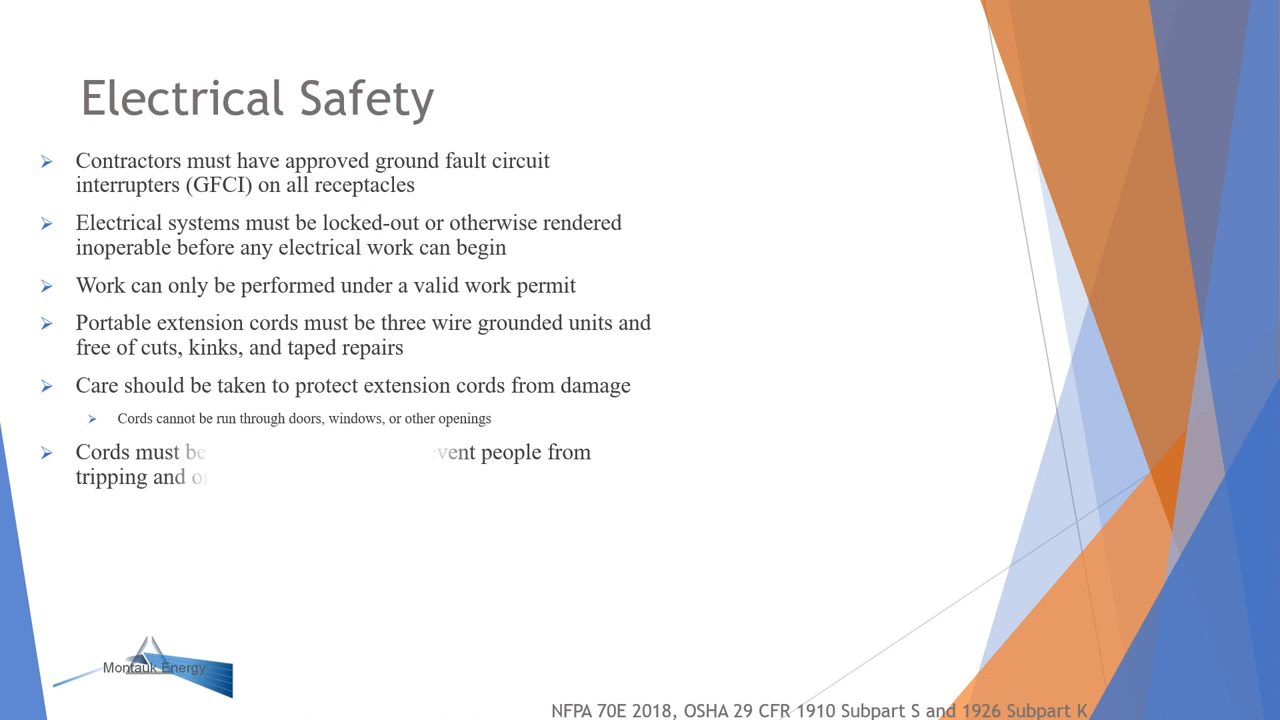 Electrical Safety
Contractors must have approved ground fault circuit
interrupters (GFCI) on all receptacles
Electrical systems must be locked-out or otherwise rendered
inoperable before any electrical work can begin
Work can only be performed under a valid work permit
Portable extension cords must be three wire grounded units and
free of cuts, kinks, and taped repairs
Care should be taken to protect extension cords from damage
Cords cannot be run through doors, windows, or other openings
Cords must be people from
tripping and
Montauk Energy
NFPA 70E 2018, OSHA 29 CFR 1910 Subpart S and 1926 Subpart K